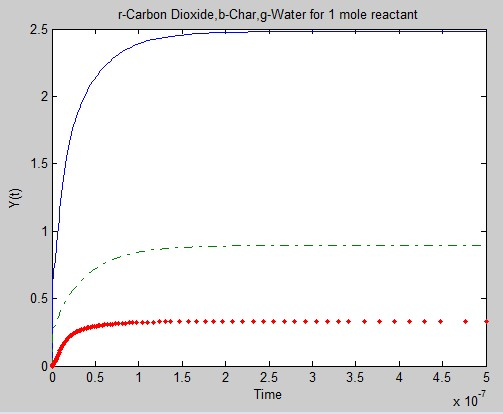 r-Carbon Dioxide,b-Char,g-Water for 1 mole reactant
2.5
2
1.5
1
0.5
0
Y(t)
0 0.5 1 1.5 2 2.5 3 3.5 4 4.5 5
Time
x 10^-7